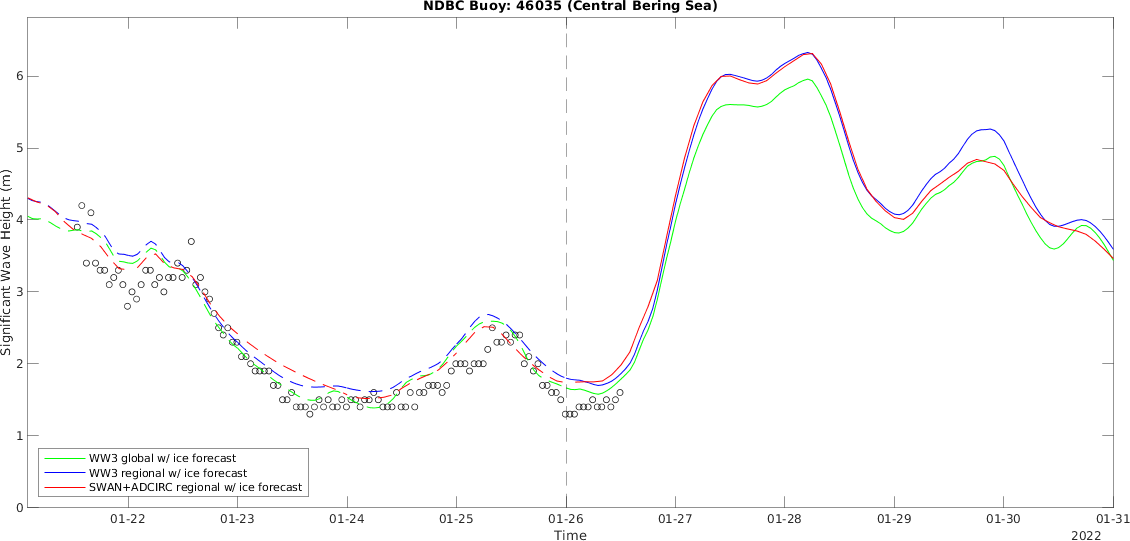 NDBC Buoy: 46035 (Central Bering Sea)
Significant Wave Height (m)
6
5
4
3
2
1
0
WW3 global w/ ice forecast
WW3 regional w/ ice forecast
SWAN+ADCIRC regional w/ ice forecast
01-22 01-23 01-24 01-25 01-26 01-27 01-28 01-29 01-30 01-31
Time
2022